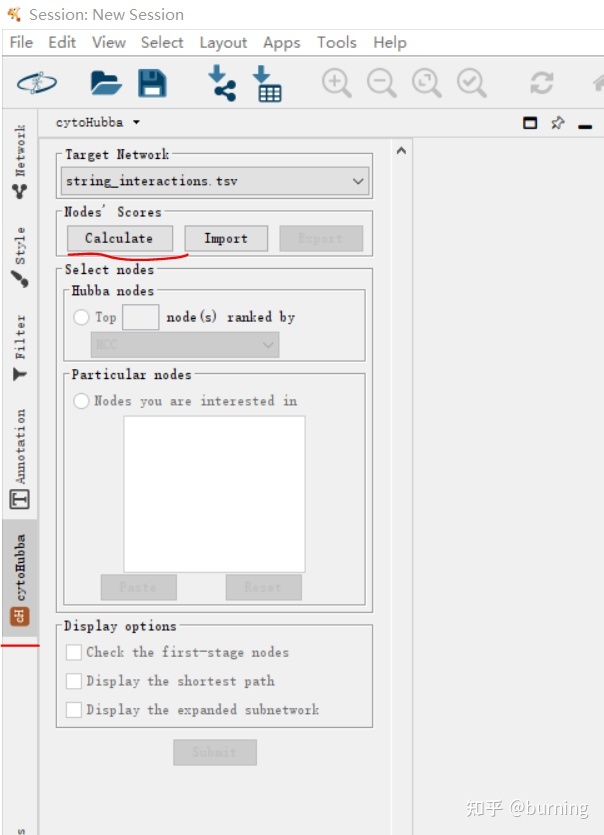 Session: New Session
File Edit View Select Layout Apps Tools Help
cytoHubba
Network
Style
Filter
Annotation
cH cytoHubba
Target Network
string_interactions.tsv
Nodes' Scores
Calculate Import Export
Select nodes
Hubba nodes
Top node(s) ranked by
MCC
Particular nodes
Nodes you are interested in
Paste Reset
Display options
Check the first-stage nodes
Display the shortest path
Display the expanded subnetwork
Submit
知乎 @burning